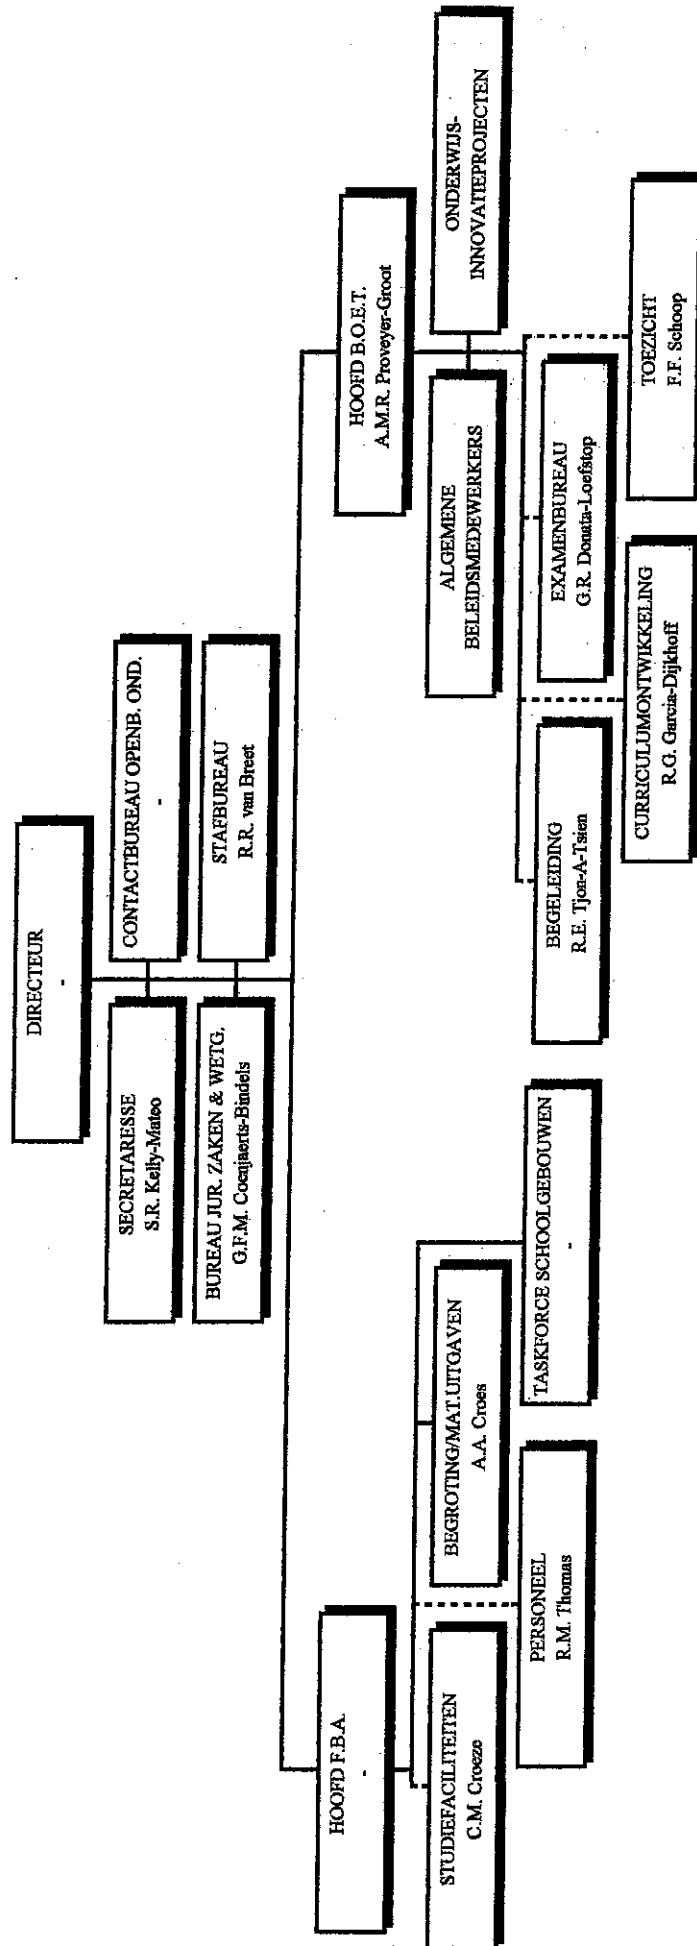 DIRECTEUR
-
SECRETARESSE
S.R. Kelly-Mateo
CONTACTBUREAU OPENB. OND.
-
BUREAU JUR. ZAKEN & WETG.
G.F.M. Coenjaerts-Bindels
STAFBUREAU
R.R. van Breet
HOOFD F.B.A.
-
HOOFD B.O.E.T.
A.M.R. Proveyer-Groot
STUDIEFACILITEITEN
C.M. Croeze
BEGROTING/MAT.UITGAVEN
A.A. Croes
PERSONEEL
R.M. Thomas
TASKFORCE SCHOOLGEBOUWEN
-
ALGEMENE
BELEIDSMEDEWERKERS
ONDERWIJS-
INNOVATIEPROJECTEN
BEGELEIDING
R.E. Tjon-A-Tsien
EXAMENBUREAU
G.R. Donata-Loefstop
CURRICULUMONTWIKKELING
R.G. Garcia-Dijkhoff
TOEZICHT
F.F. Schoop